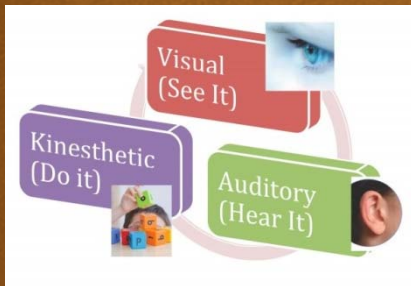 Visual
(See It)
Kinesthetic
(Do it)
Auditory
(Hear It)